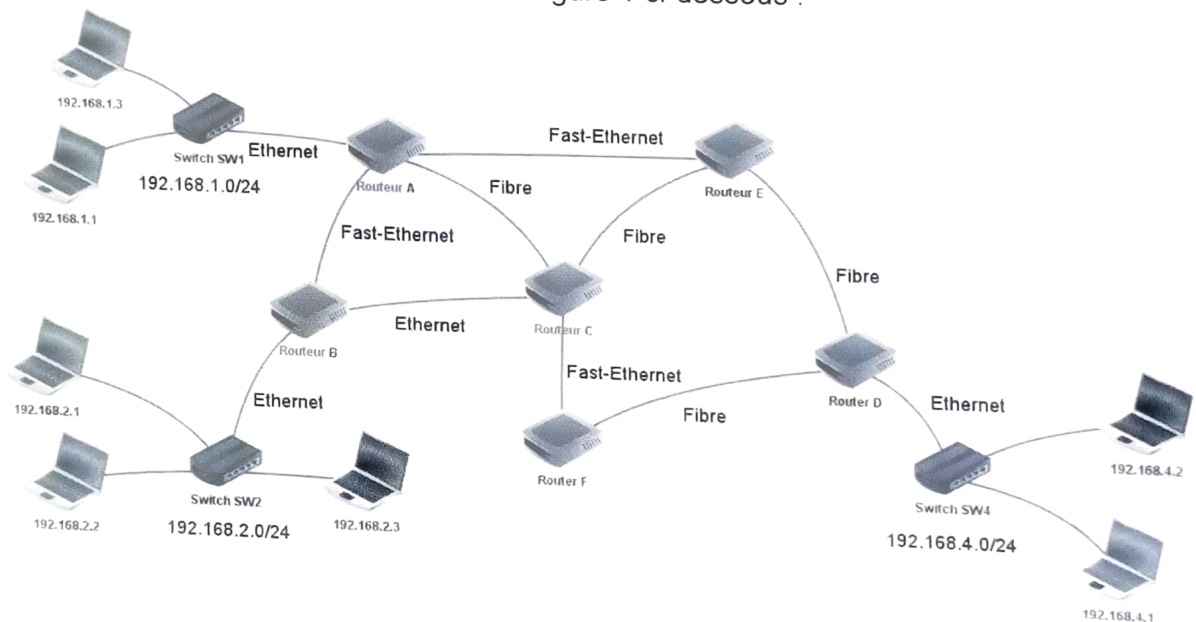 192.168.1.3
Switch SW1
Ethernet
192.168.1.0/24
192.168.1.1
Routeur A
Fast-Ethernet
Routeur E
Fibre
Fast-Ethernet
Fibre
Fibre
Routeur B
Ethernet
Routeur C
Ethernet
Fast-Ethernet
Fibre
Router D
Ethernet
Router F
192.168.2.1
192.168.2.2
Switch SW2
192.168.2.0/24
192.168.2.3
192.168.4.2
Switch SW4
192.168.4.0/24
192.168.4.1